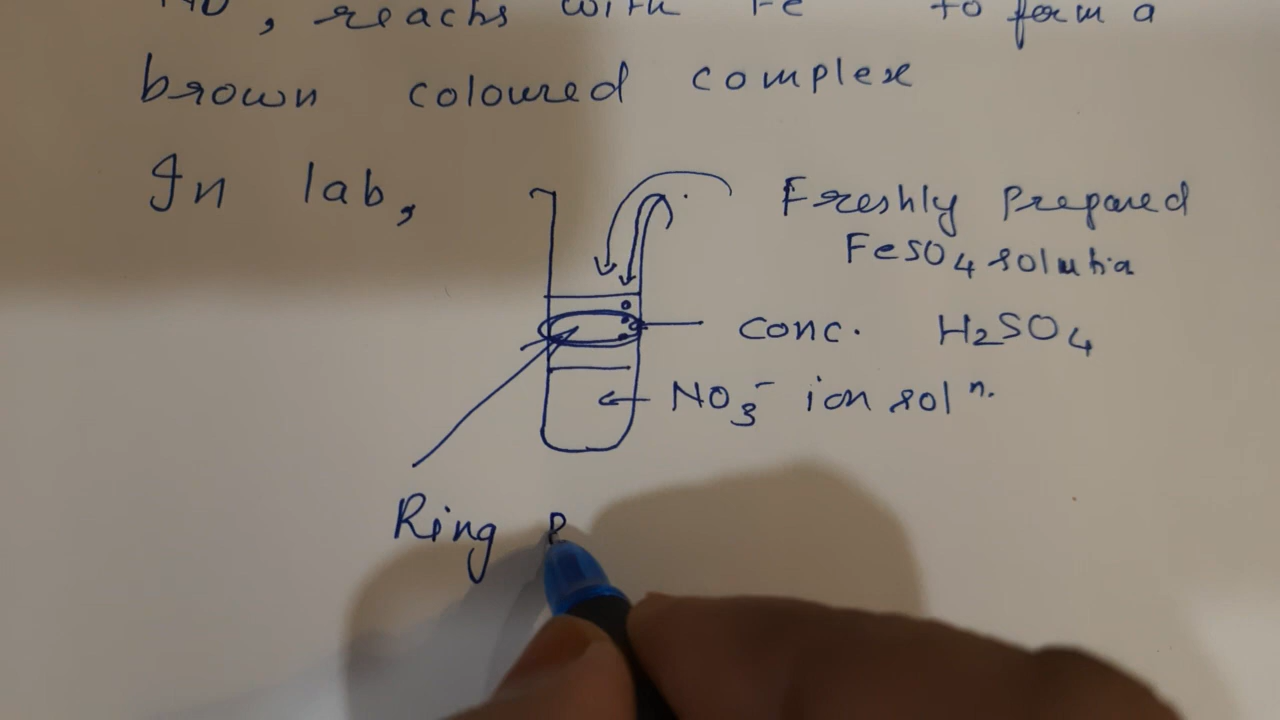 , reacts with Fe to form a
brown coloured complex
In lab,
Freshly Prepared
FeSO4 solution
conc. H2SO4
NO3- ion soln.
Ring